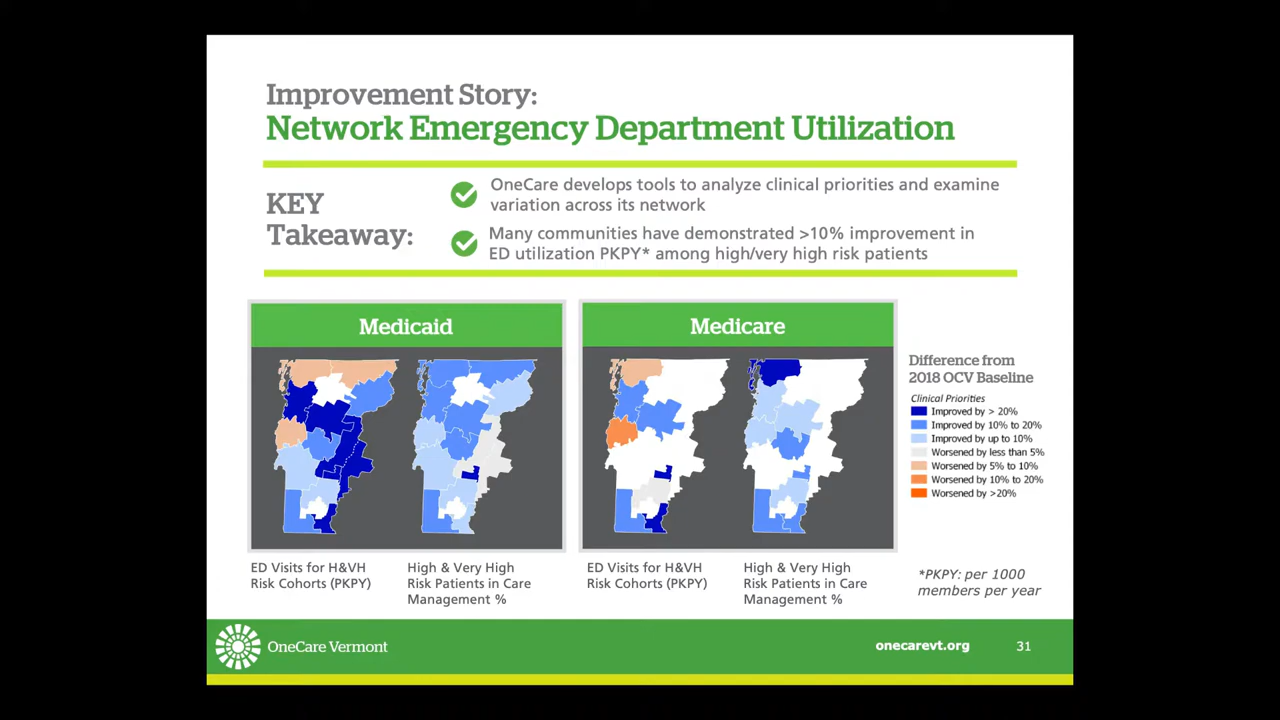 Improvement Story:
Network Emergency Department Utilization
KEY
Takeaway:
OneCare develops tools to analyze clinical priorities and examine
variation across its network
Many communities have demonstrated >10% improvement in
ED utilization PKPY* among high/very high risk patients
Medicaid
Medicare
ED Visits for H&VH
Risk Cohorts (PKPY)
High & Very High
Risk Patients in Care
Management %
ED Visits for H&VH
Risk Cohorts (PKPY)
High & Very High
Risk Patients in Care
Management %
Difference from
2018 OCV Baseline
Clinical Priorities
Improved by > 20%
Improved by 10% to 20%
Improved by up to 10%
Worsened by less than 5%
Worsened by 5% to 10%
Worsened by 10% to 20%
Worsened by >20%
*PKPY: per 1000
members per year
OneCare Vermont
onecarevt.org
31